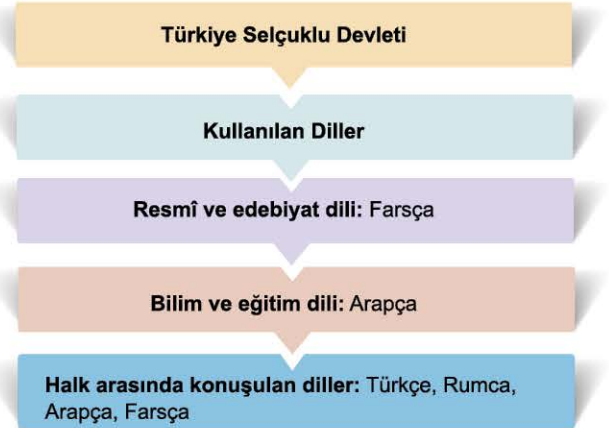 Türkiye Selçuklu Devleti
Kullanılan Diller
Resmî ve edebiyat dili: Farsça
Bilim ve eğitim dili: Arapça
Halk arasında konuşulan diller: Türkçe, Rumca,
Arapça, Farsça